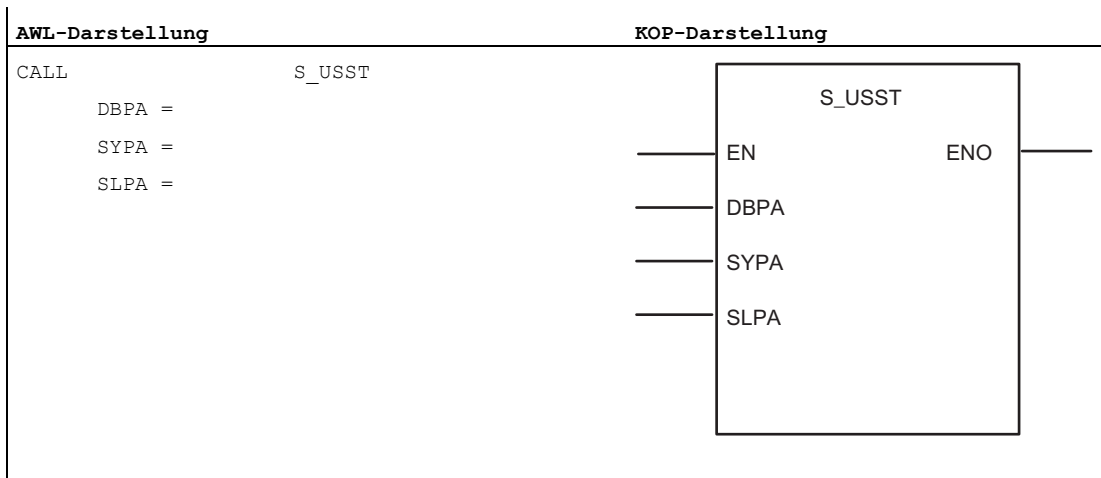 AWL-Darstellung KOP-Darstellung
CALL S_USST
DBPA =
SYPA =
SLPA =
S_USST
EN ENO
DBPA
SYPA
SLPA